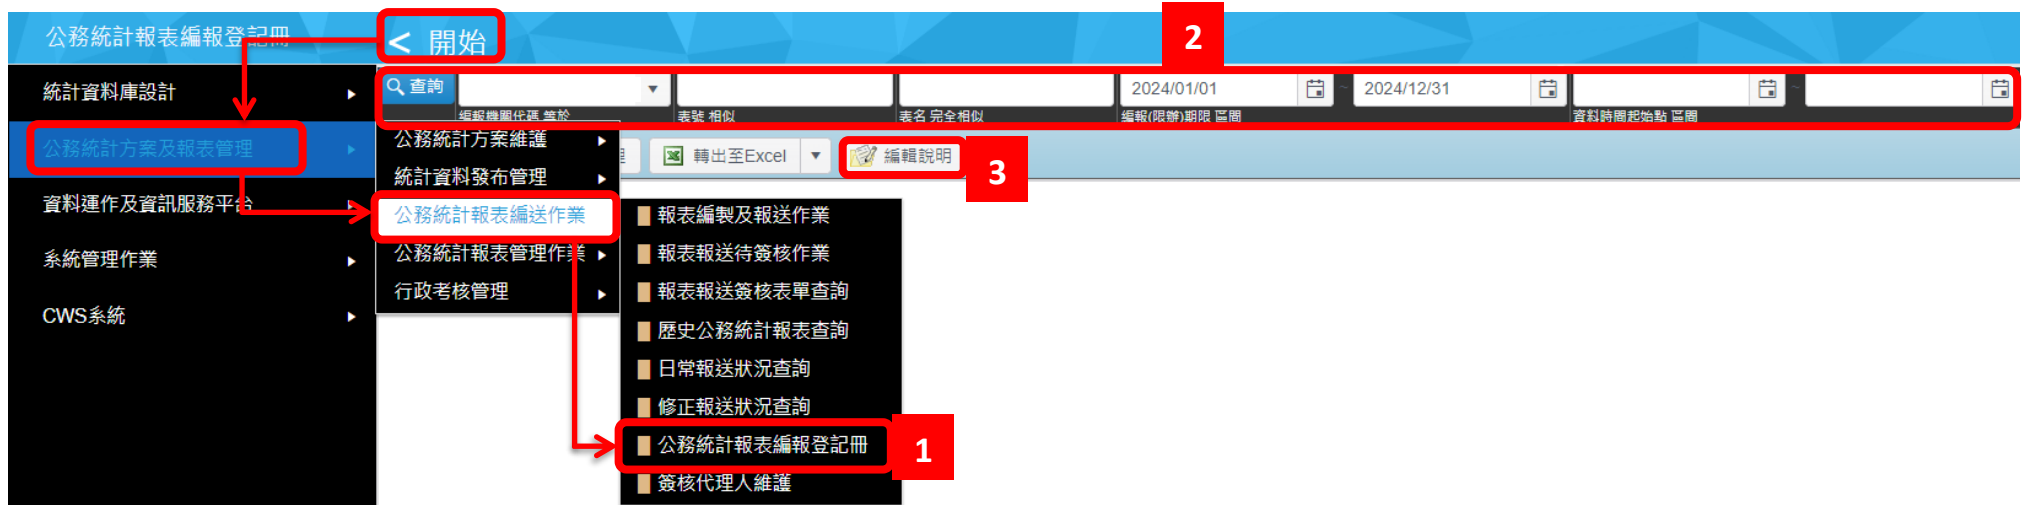 公務統計報表編報登記冊
< 開始
2
統計資料庫設計
公務統計方案及報表管理
資料運作及資訊服務平台
系統管理作業
CWS系統
查詢
2024/01/01
~
2024/12/31
~
編報機關代碼 等於
表號 相似
表名 完全相似
編報(限辦)期限 區間
資料時間起始點 區間
轉出至Excel
編輯說明
3
公務統計方案維護
統計資料發布管理
公務統計報表編送作業
公務統計報表管理作業
行政考核管理
報表編製及報送作業
報表報送待簽核作業
報表報送簽核表單查詢
歷史公務統計報表查詢
日常報送狀況查詢
修正報送狀況查詢
公務統計報表編報登記冊
1
簽核代理人維護